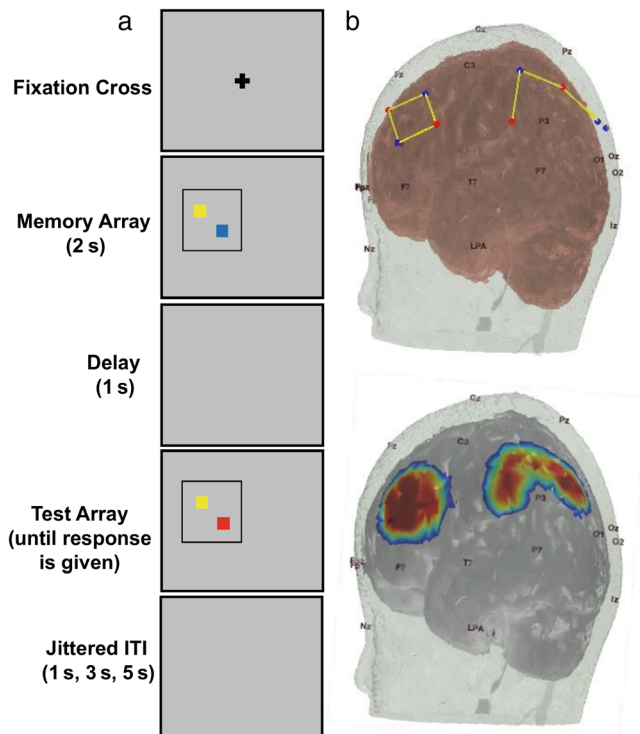 a
Fixation Cross
Memory Array
(2 s)
Delay
(1 s)
Test Array
(until response
is given)
Jittered ITI
(1 s, 3 s, 5 s)
b
Cz
Pz
Fz
C3
P3
O1
Oz
O2
F7
T7
P7
Fpz
Iz
Nz
LPA
Cz
Pz
Fz
C3
P3
O1
Oz
O2
F7
T7
P7
Iz
Nz
LPA